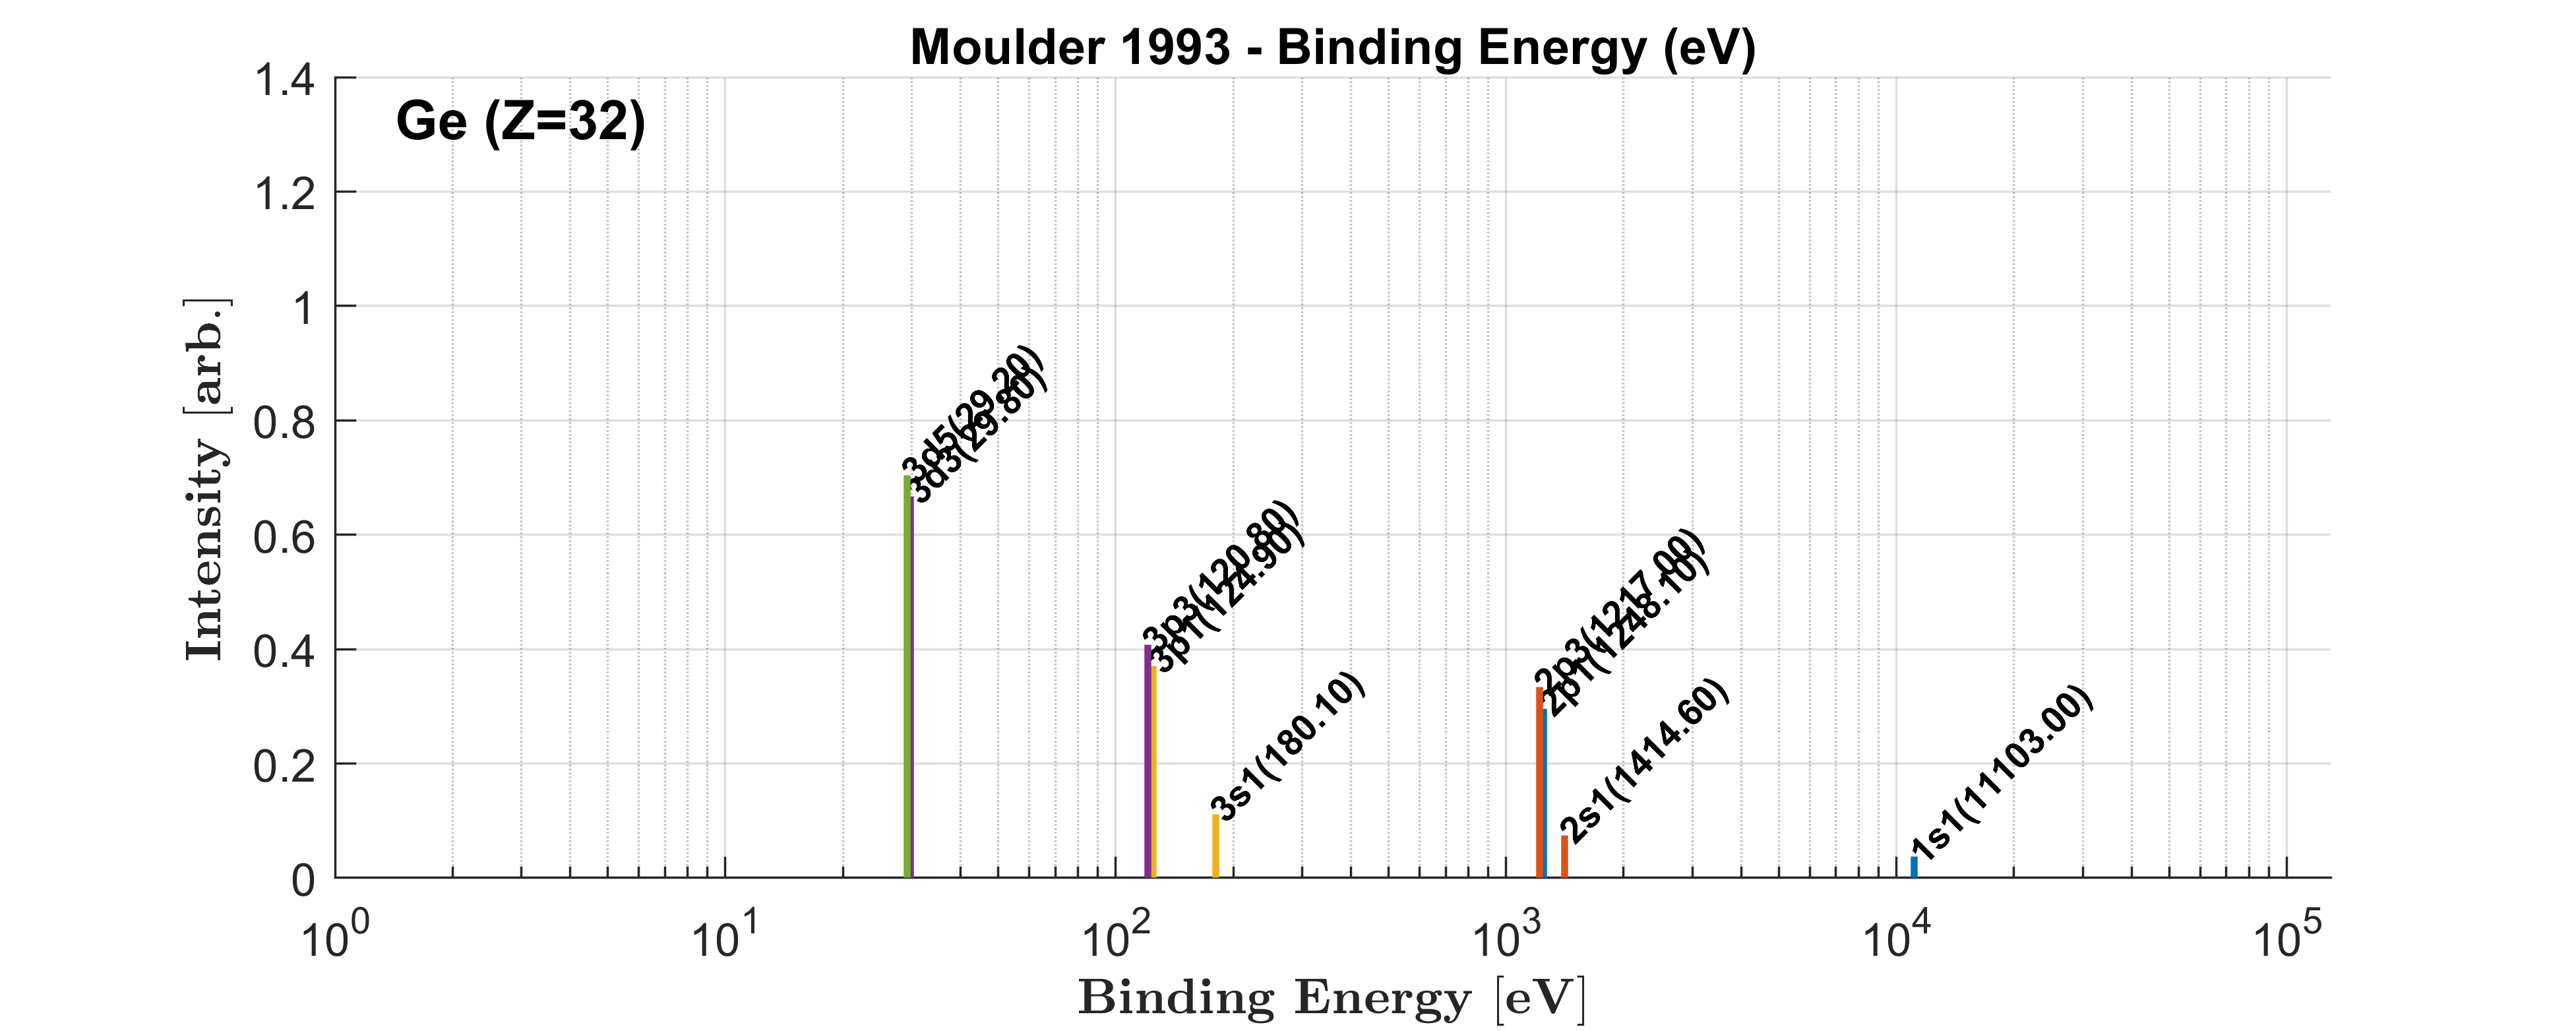 Moulder 1993 - Binding Energy (eV)
Ge (Z=32)
Intensity [arb.]
1.4
1.2
1
0.8
0.6
0.4
0.2
0
3d5(29.20)
3d3(29.80)
3p3(120.80)
3p1(124.90)
3s1(180.10)
2p3(1217.00)
2p1(1248.10)
2s1(1414.60)
1s1(11103.00)
10^0 10^1 10^2 10^3 10^4 10^5
Binding Energy [eV]